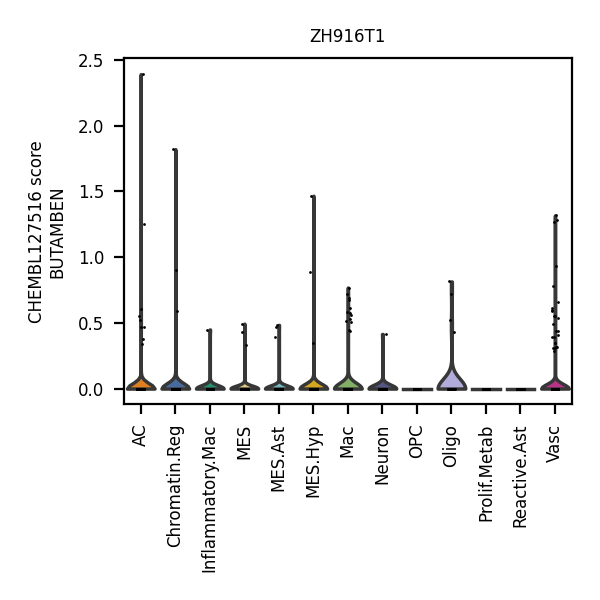 ZH916T1
CHEMBL127516 score
BUTAMBEN
2.5
2.0
1.5
1.0
0.5
0.0
AC
Chromatin.Reg
Inflammatory.Mac
MES
MES.Ast
MES.Hyp
Mac
Neuron
OPC
Oligo
Prolif.Metab
Reactive.Ast
Vasc